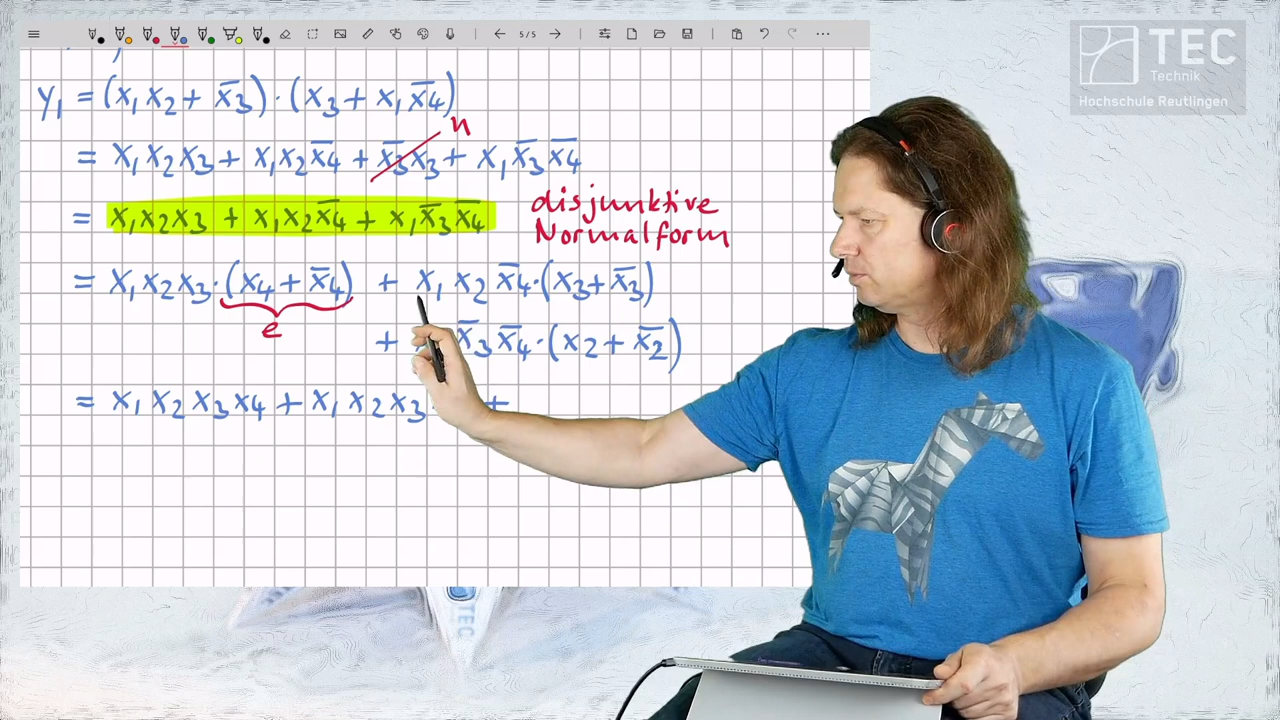 5/5
TEC
Technik
Hochschule Reutlingen
y₁ = (x₁x₂ + x̅₃)·(x₃ + x₁x̅₄)
n
= x₁x₂x₃ + x₁x₂x̅₄ + x̅₃x₃ + x₁x̅₃x̅₄
= x₁x₂x₃ + x₁x₂x̅₄ + x₁x̅₃x̅₄
disjunktive
Normalform
= x₁x₂x₃·(x₄ + x̅₄) + x₁x₂x̅₄·(x₃ + x̅₃)
e
+ x̅₃x̅₄·(x₂ + x̅₂)
= x₁x₂x₃x₄ + x₁x₂x₃ +
TEC